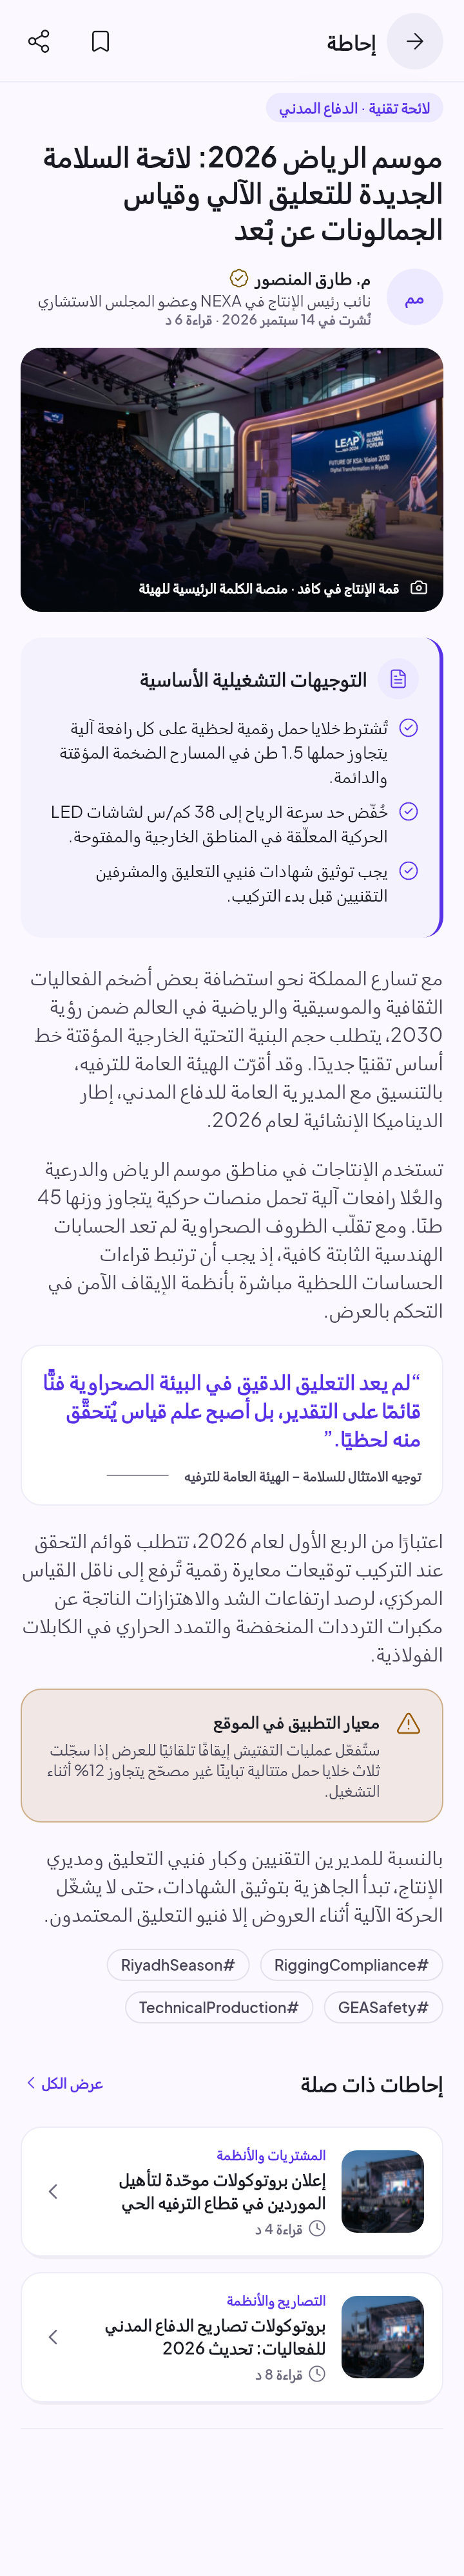 إحاطة
لائحة تقنية · الدفاع المدني
موسم الرياض 2026: لائحة السلامة
الجديدة للتعليق الآلي وقياس
الجمالونات عن بُعد
مم
م. طارق المنصور
نائب رئيس الإنتاج في NEXA وعضو المجلس الاستشاري
نُشرت في 14 سبتمبر 2026 · قراءة 6 د
LEAP RIYADH GLOBAL FORUM
FUTURE OF KSA: Vision 2030
Digital Transformation in Riyadh
قمة الإنتاج في كافد · منصة الكلمة الرئيسية للهيئة
التوجيهات التشغيلية الأساسية
تُشترط خلايا حمل رقمية لحظية على كل رافعة آلية
يتجاوز حملها 1.5 طن في المسارح الضخمة المؤقتة
والدائمة.
خُفّض حد سرعة الرياح إلى 38 كم/س لشاشات LED
الحركية المعلّقة في المناطق الخارجية والمفتوحة.
يجب توثيق شهادات فنيي التعليق والمشرفين
التقنيين قبل بدء التركيب.
مع تسارع المملكة نحو استضافة بعض أضخم الفعاليات
الثقافية والموسيقية والرياضية في العالم ضمن رؤية
2030، يتطلب حجم البنية التحتية الخارجية المؤقتة خط
أساس تقنيًا جديدًا. وقد أقرّت الهيئة العامة للترفيه،
بالتنسيق مع المديرية العامة للدفاع المدني، إطار
الديناميكا الإنشائية لعام 2026.
تستخدم الإنتاجات في مناطق موسم الرياض والدرعية
والعُلا رافعات آلية تحمل منصات حركية يتجاوز وزنها 45
طنًا. ومع تقلّب الظروف الصحراوية لم تعد الحسابات
الهندسية الثابتة كافية، إذ يجب أن ترتبط قراءات
الحساسات اللحظية مباشرة بأنظمة الإيقاف الآمن في
التحكم بالعرض.
“لم يعد التعليق الدقيق في البيئة الصحراوية فنًّا
قائمًا على التقدير، بل أصبح علم قياس يُتحقَّق
منه لحظيًا.”
توجيه الامتثال للسلامة – الهيئة العامة للترفيه
اعتبارًا من الربع الأول لعام 2026، تتطلب قوائم التحقق
عند التركيب توقيعات معايرة رقمية تُرفع إلى ناقل القياس
المركزي، لرصد ارتفاعات الشد والاهتزازات الناتجة عن
مكبرات الترددات المنخفضة والتمدد الحراري في الكابلات
الفولاذية.
معيار التطبيق في الموقع
ستُفعّل عمليات التفتيش إيقافًا تلقائيًا للعرض إذا سجّلت
ثلاث خلايا حمل متتالية تباينًا غير مصحّح يتجاوز 12% أثناء
التشغيل.
بالنسبة للمديرين التقنيين وكبار فنيي التعليق ومديري
الإنتاج، تبدأ الجاهزية بتوثيق الشهادات، حتى لا يشغّل
الحركة الآلية أثناء العروض إلا فنيو التعليق المعتمدون.
#RiggingCompliance #RiyadhSeason
#GEASafety #TechnicalProduction
إحاطات ذات صلة
عرض الكل
المشتريات والأنظمة
إعلان بروتوكولات موحّدة لتأهيل
الموردين في قطاع الترفيه الحي
قراءة 4 د
التصاريح والأنظمة
بروتوكولات تصاريح الدفاع المدني
للفعاليات: تحديث 2026
قراءة 8 د